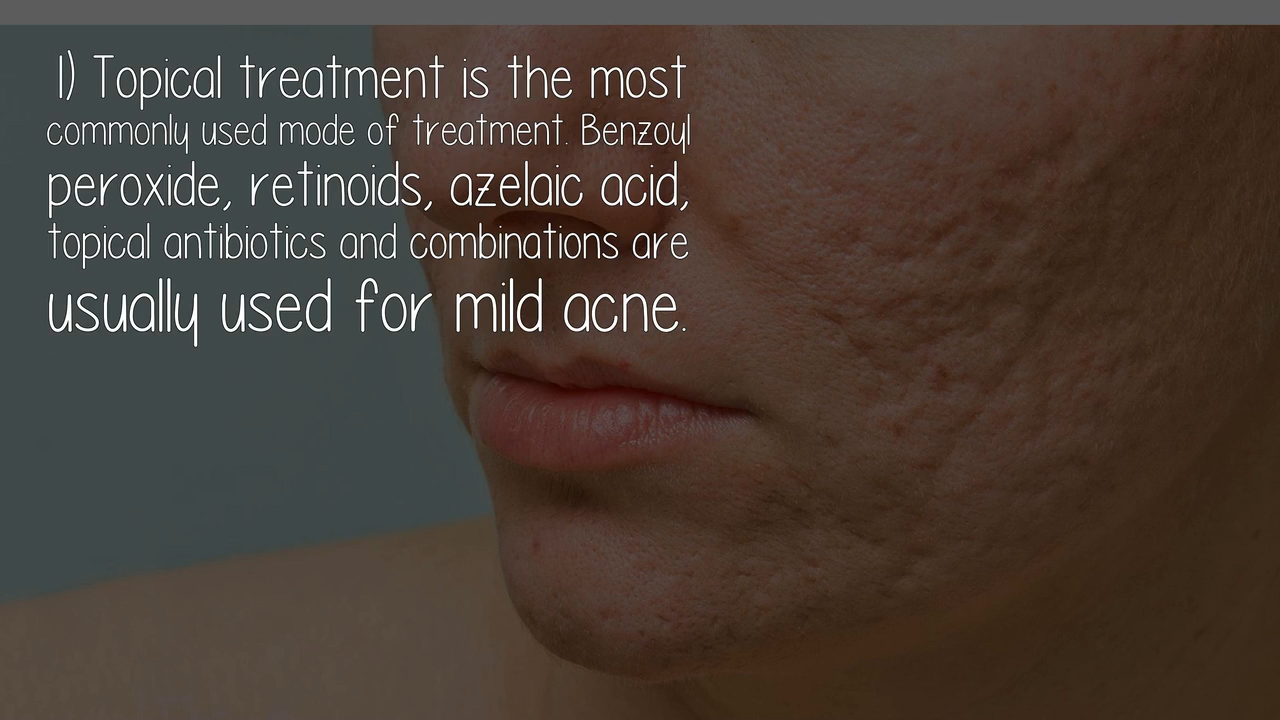 1) Topical treatment is the most
commonly used mode of treatment. Benzoyl
peroxide, retinoids, azelaic acid,
topical antibiotics and combinations are
usually used for mild acne.